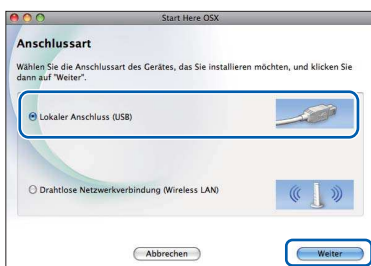 Start Here OSX
Anschlussart
Wählen Sie die Anschlussart des Gerätes, das Sie installieren möchten, und klicken Sie
dann auf "Weiter".
Lokaler Anschluss (USB)
Drahtlose Netzwerkverbindung (Wireless LAN)
Abbrechen
Weiter